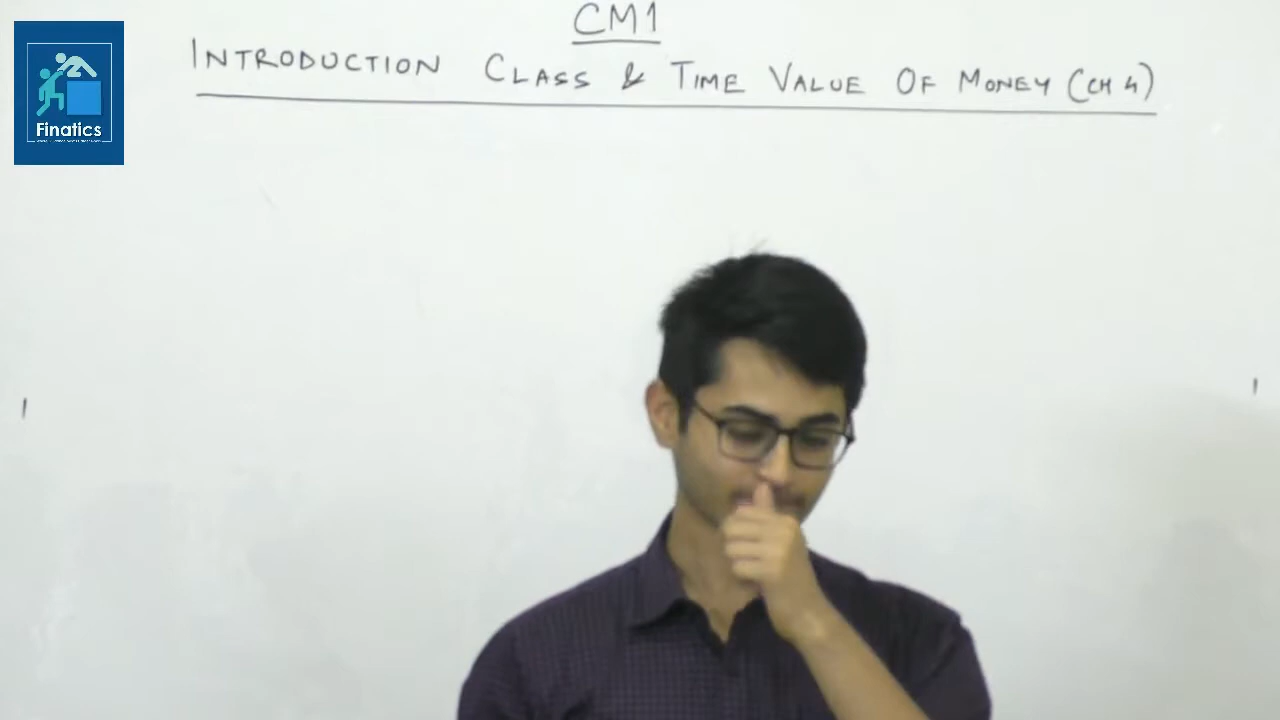 CM1
INTRODUCTION CLASS & TIME VALUE OF MONEY (CH 4)
Finatics